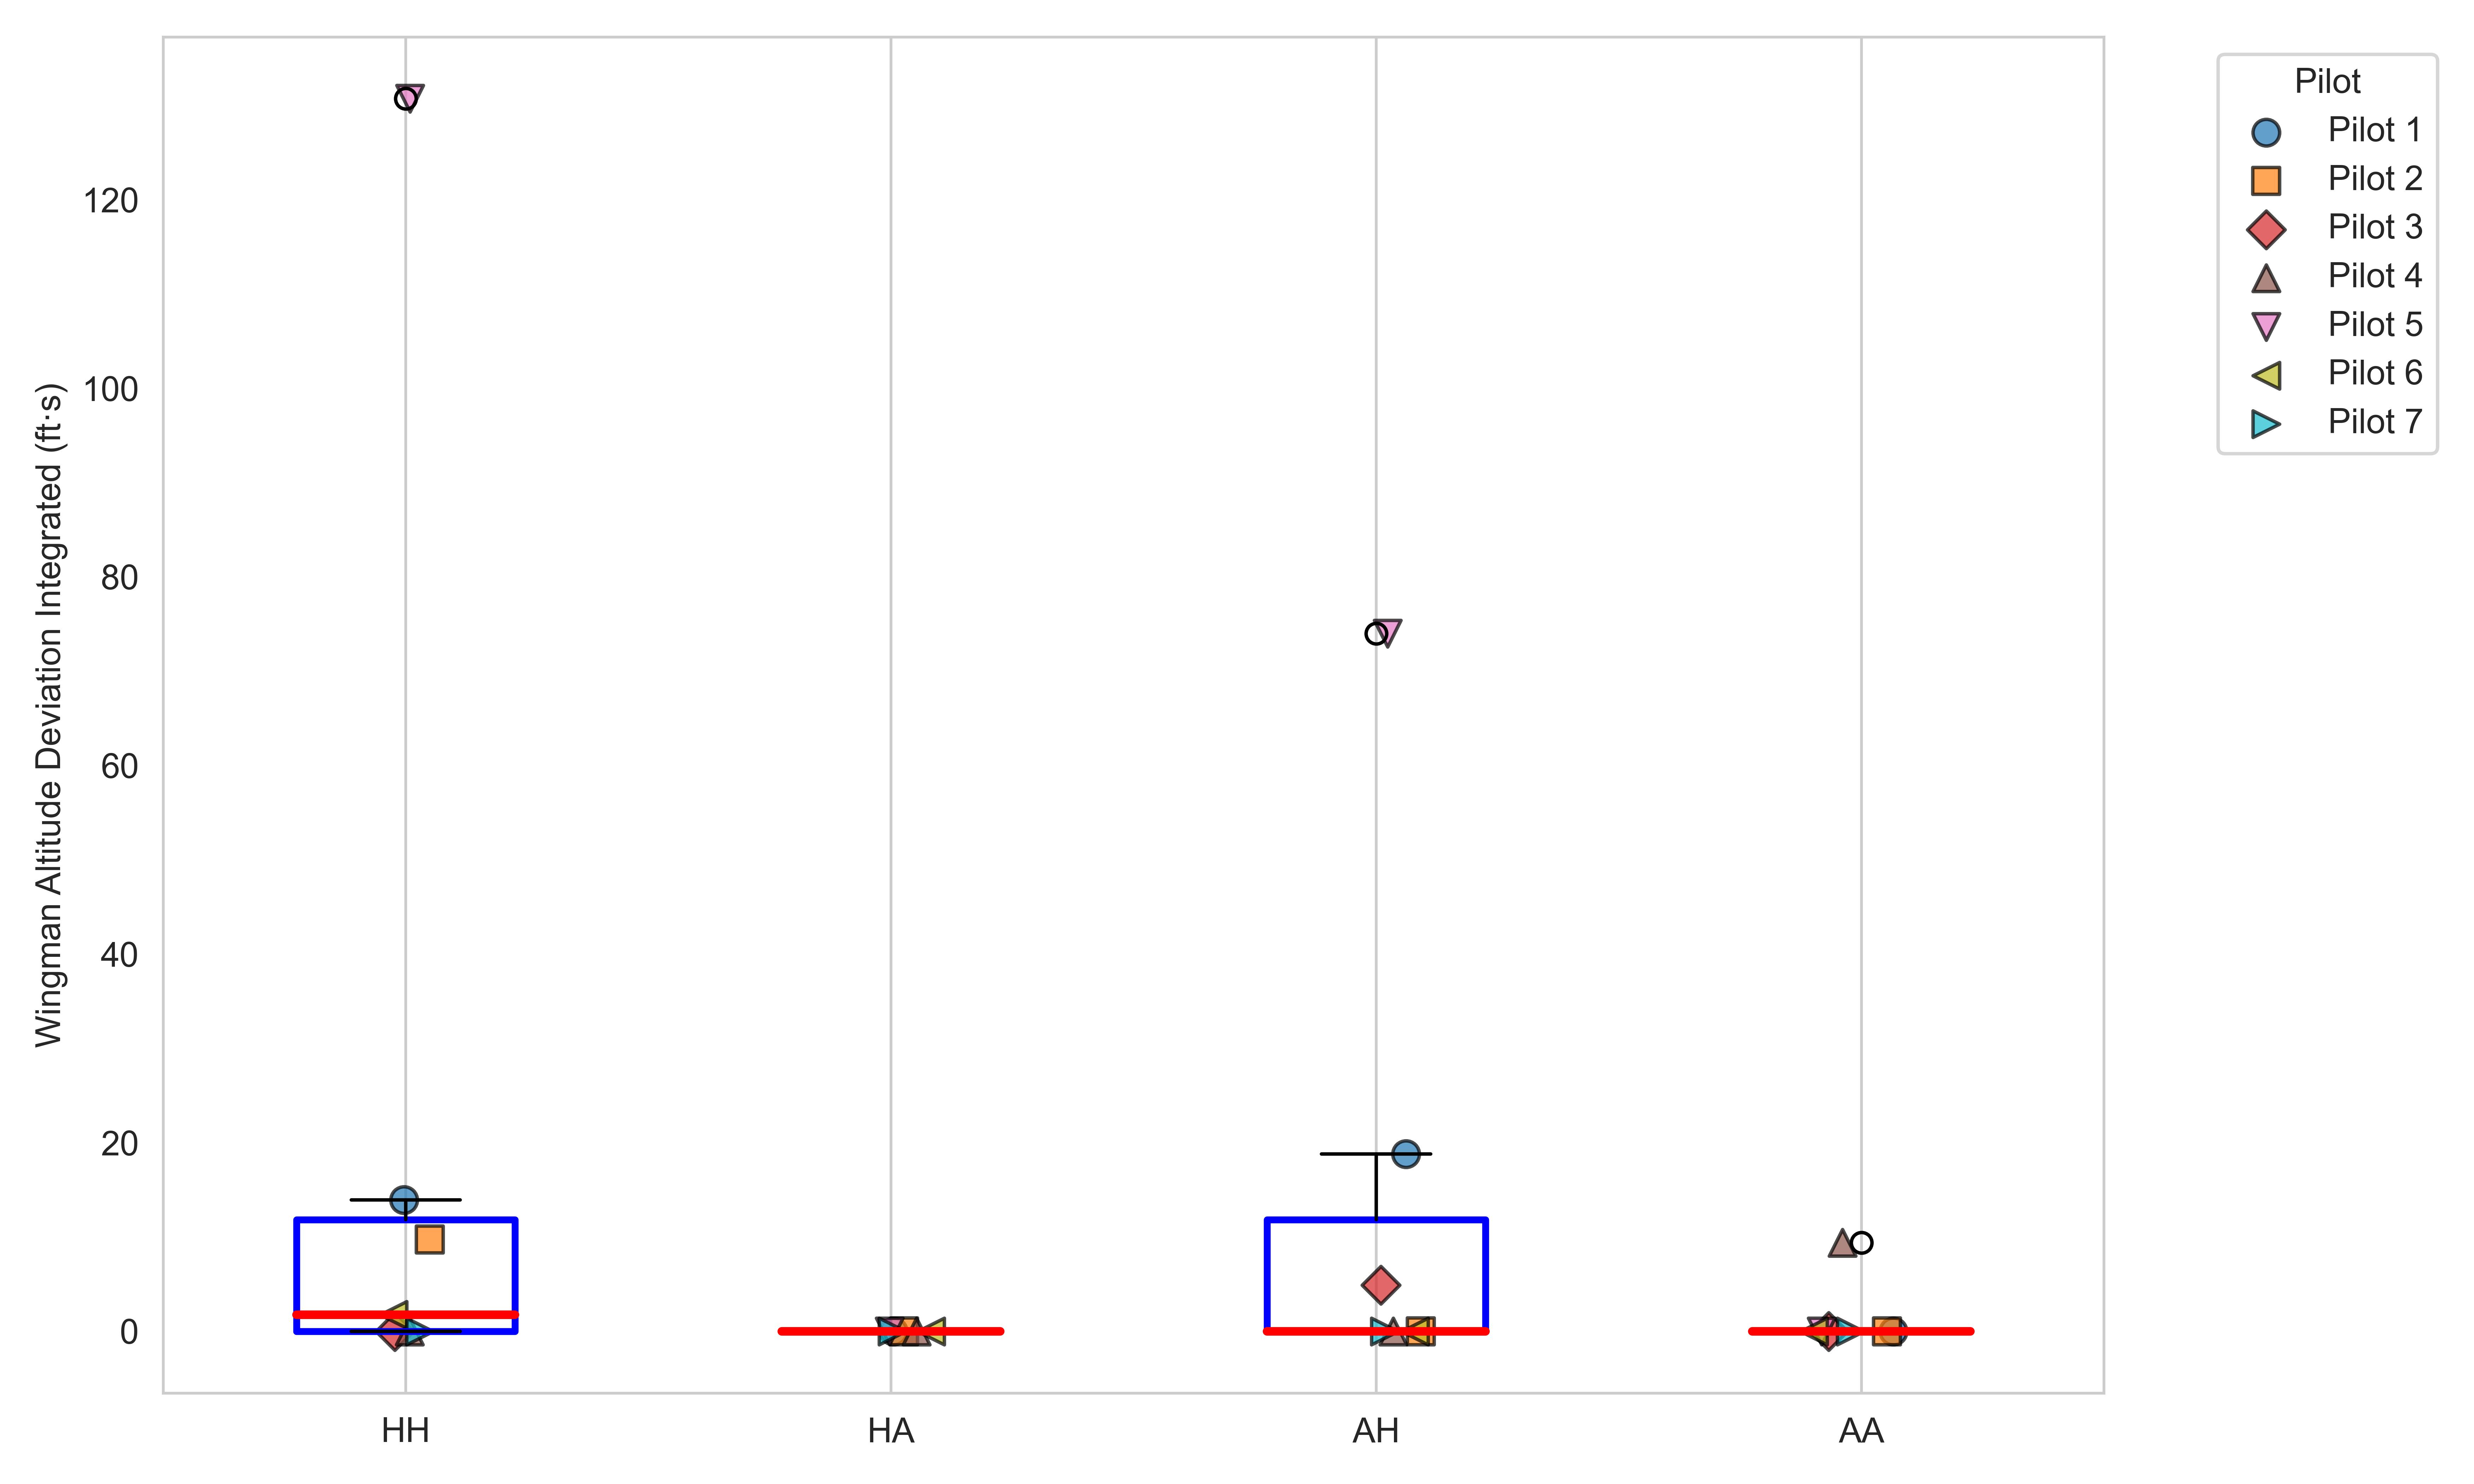 Pilot
Pilot 1
Pilot 2
Pilot 3
Pilot 4
Pilot 5
Pilot 6
Pilot 7
Wingman Altitude Deviation Integrated (ft·s)
120
100
80
60
40
20
0
HH HA AH AA